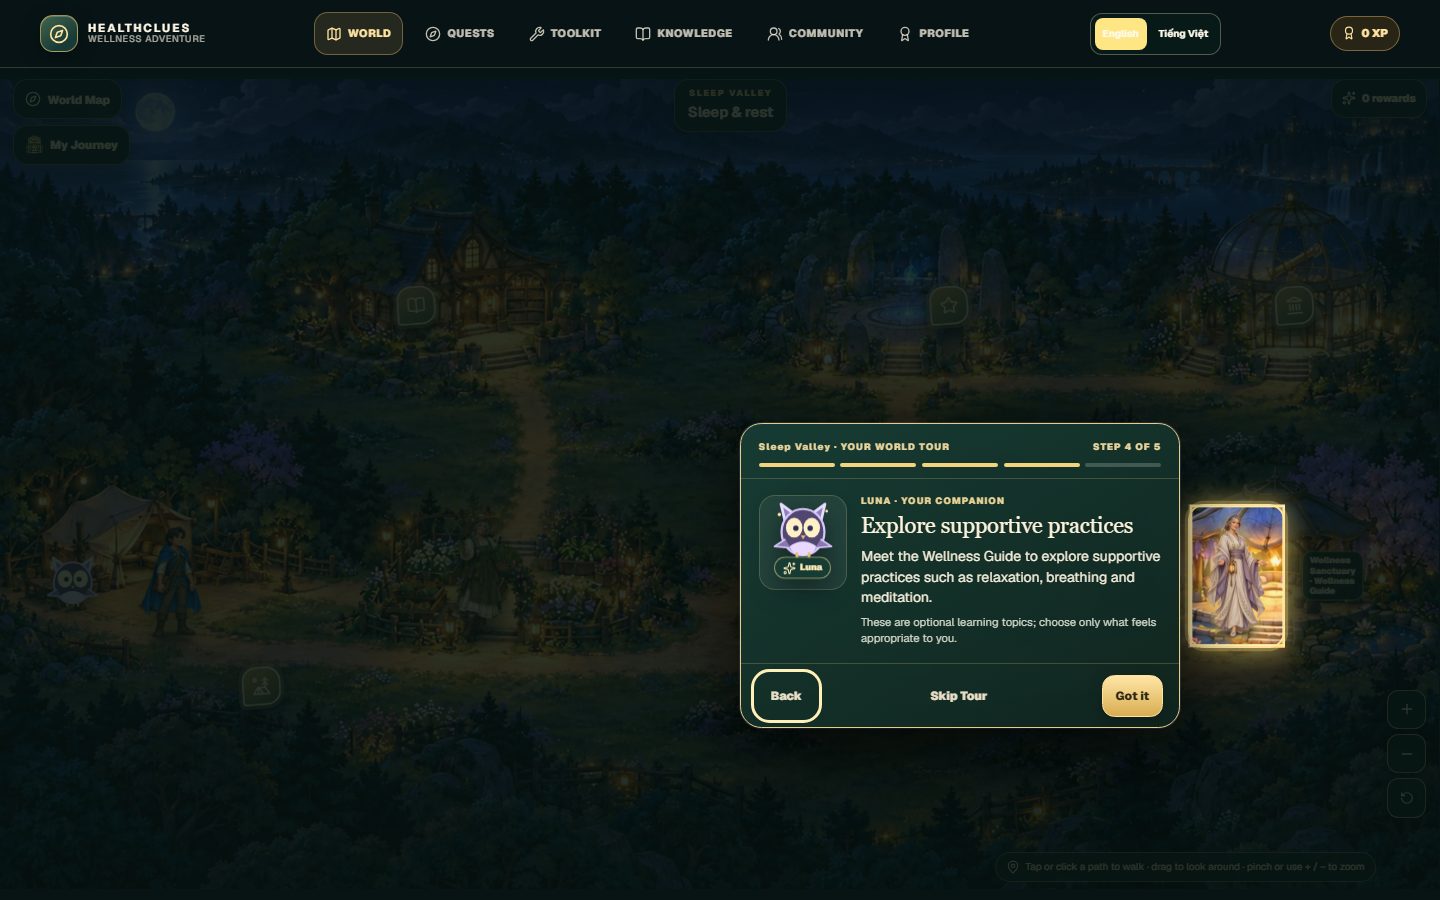 HEALTHCLUES
WELLNESS ADVENTURE
WORLD
QUESTS
TOOLKIT
KNOWLEDGE
COMMUNITY
PROFILE
English
Tiếng Việt
0 XP
World Map
My Journey
SLEEP VALLEY
Sleep & rest
0 rewards
Sleep Valley · YOUR WORLD TOUR
STEP 4 OF 5
LUNA · YOUR COMPANION
Explore supportive practices
Luna
Meet the Wellness Guide to explore supportive
practices such as relaxation, breathing and
meditation.
These are optional learning topics; choose only what feels
appropriate to you.
Back
Skip Tour
Got it
Wellness
Sanctuary
· Wellness
Guide
Tap or click a path to walk · drag to look around · pinch or use + / − to zoom